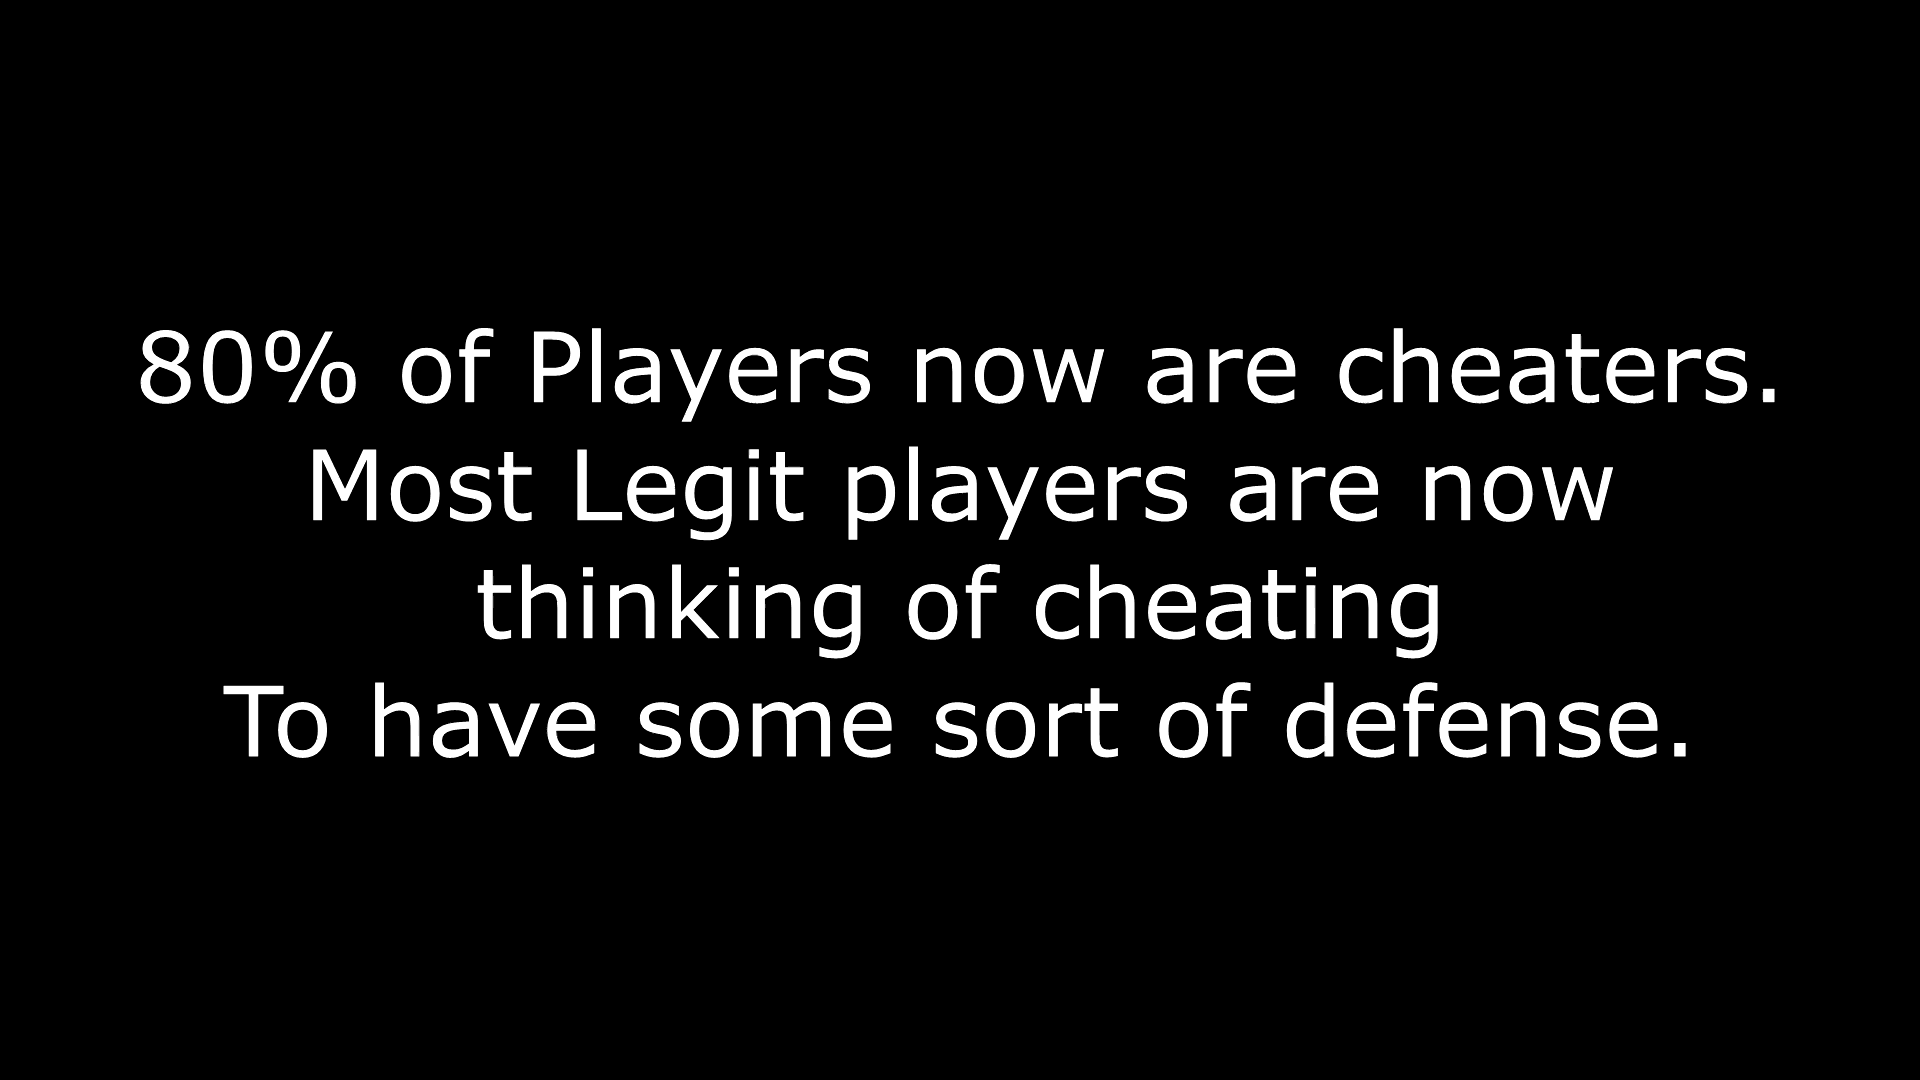 80% of Players now are cheaters.
Most Legit players are now
thinking of cheating
To have some sort of defense.